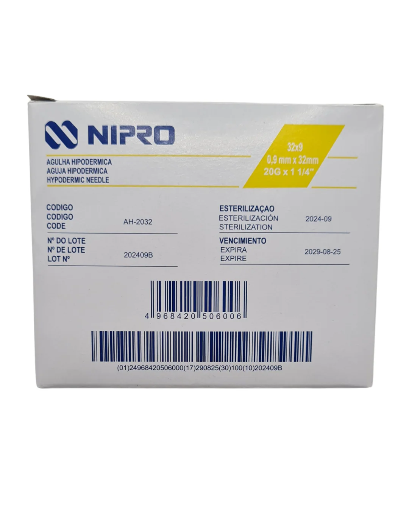 NIPRO
32x9
0,9 mm x 32mm
20G x 1 1/4"
AGULHA HIPODERMICA
AGUJA HIPODERMICA
HYPODERMIC NEEDLE
CODIGO
CODIGO
CODE
AH-2032
ESTERILIZAÇAO
ESTERILIZACIÓN
STERILIZATION
2024-09
Nº DO LOTE
Nº DE LOTE
LOT Nº
202409B
VENCIMIENTO
EXPIRA
EXPIRE
2029-08-25
4 968420 506006
(01)24968420506000(17)290825(30)100(10)202409B